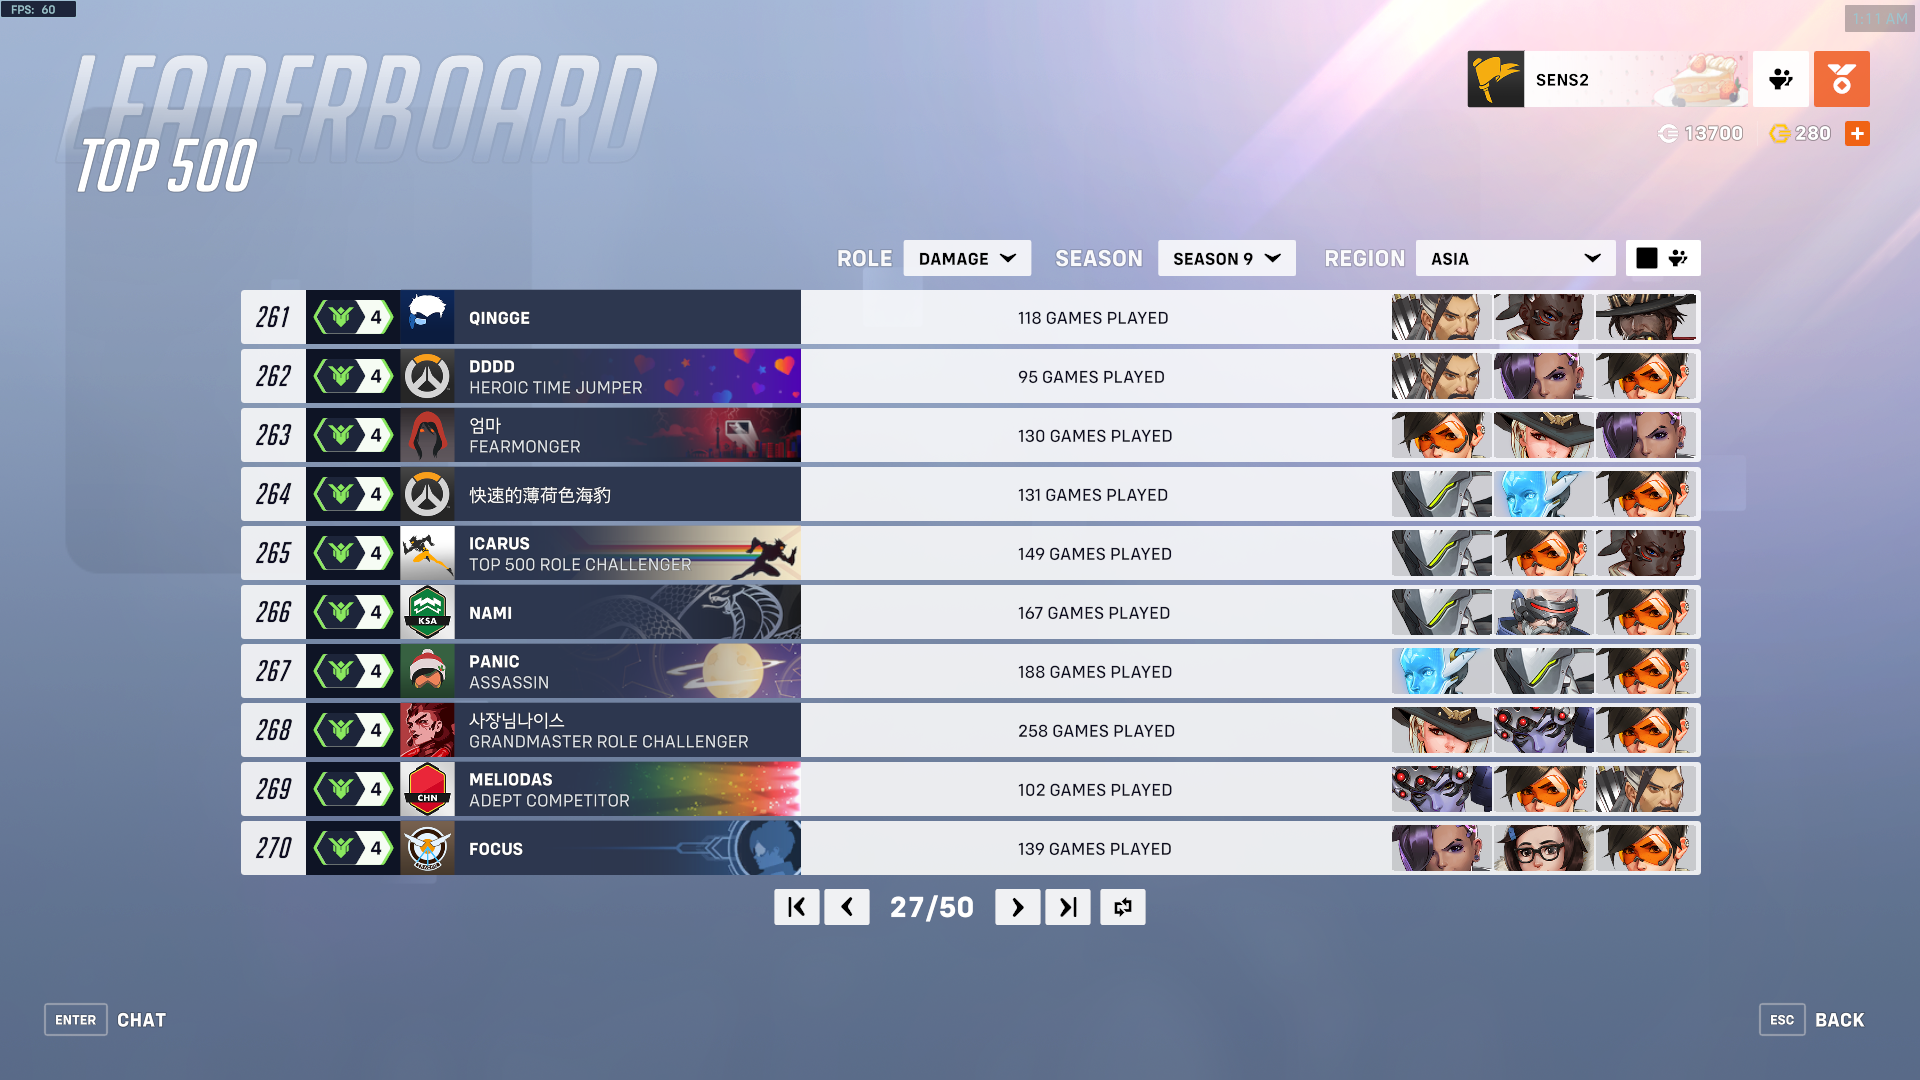 FPS: 60
1:11 AM
LEADERBOARD
TOP 500
SENS2
13700
280
ROLE
DAMAGE
SEASON
SEASON 9
REGION
ASIA
261 4 QINGGE 118 GAMES PLAYED
262 4 DDDD 95 GAMES PLAYED
HEROIC TIME JUMPER
263 4 엄마 130 GAMES PLAYED
FEARMONGER
264 4 快速的薄荷色海豹 131 GAMES PLAYED
265 4 ICARUS 149 GAMES PLAYED
TOP 500 ROLE CHALLENGER
266 4 KSA NAMI 167 GAMES PLAYED
267 4 PANIC 188 GAMES PLAYED
ASSASSIN
268 4 사장님나이스 258 GAMES PLAYED
GRANDMASTER ROLE CHALLENGER
269 4 CHN MELIODAS 102 GAMES PLAYED
ADEPT COMPETITOR
270 4 FOCUS 139 GAMES PLAYED
27/50
ENTER CHAT
ESC BACK